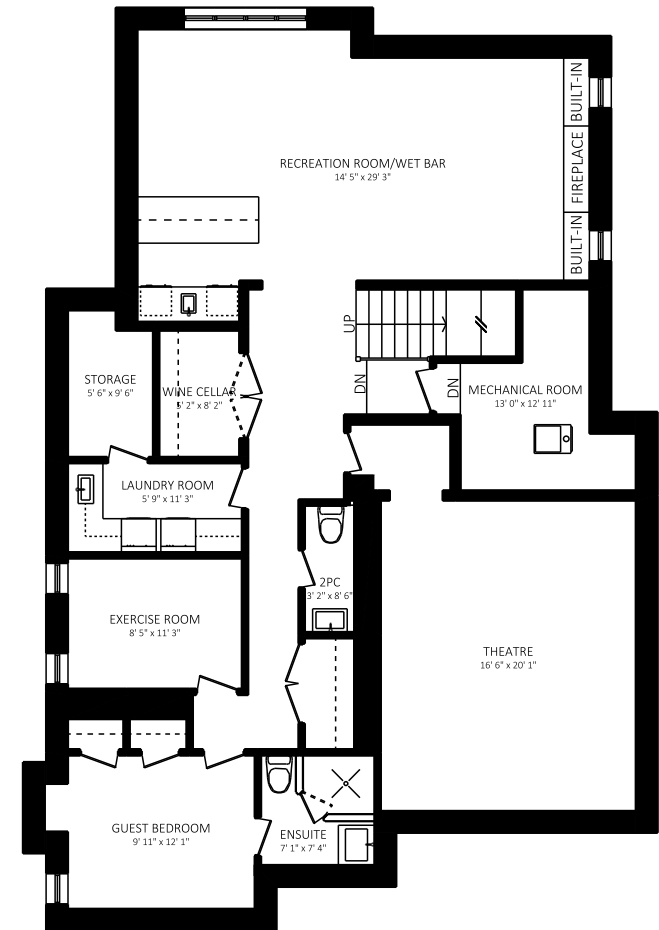 BUILT-IN
FIREPLACE
BUILT-IN
RECREATION ROOM/WET BAR
14' 5" x 29' 3"
UP
DN
DN
STORAGE
5' 6" x 9' 6"
WINE CELLAR
5' 2" x 8' 2"
MECHANICAL ROOM
13' 0" x 12' 11"
LAUNDRY ROOM
5' 9" x 11' 3"
2PC
3' 2" x 8' 6"
EXERCISE ROOM
8' 5" x 11' 3"
THEATRE
16' 6" x 20' 1"
GUEST BEDROOM
9' 11" x 12' 1"
ENSUITE
7' 1" x 7' 4"